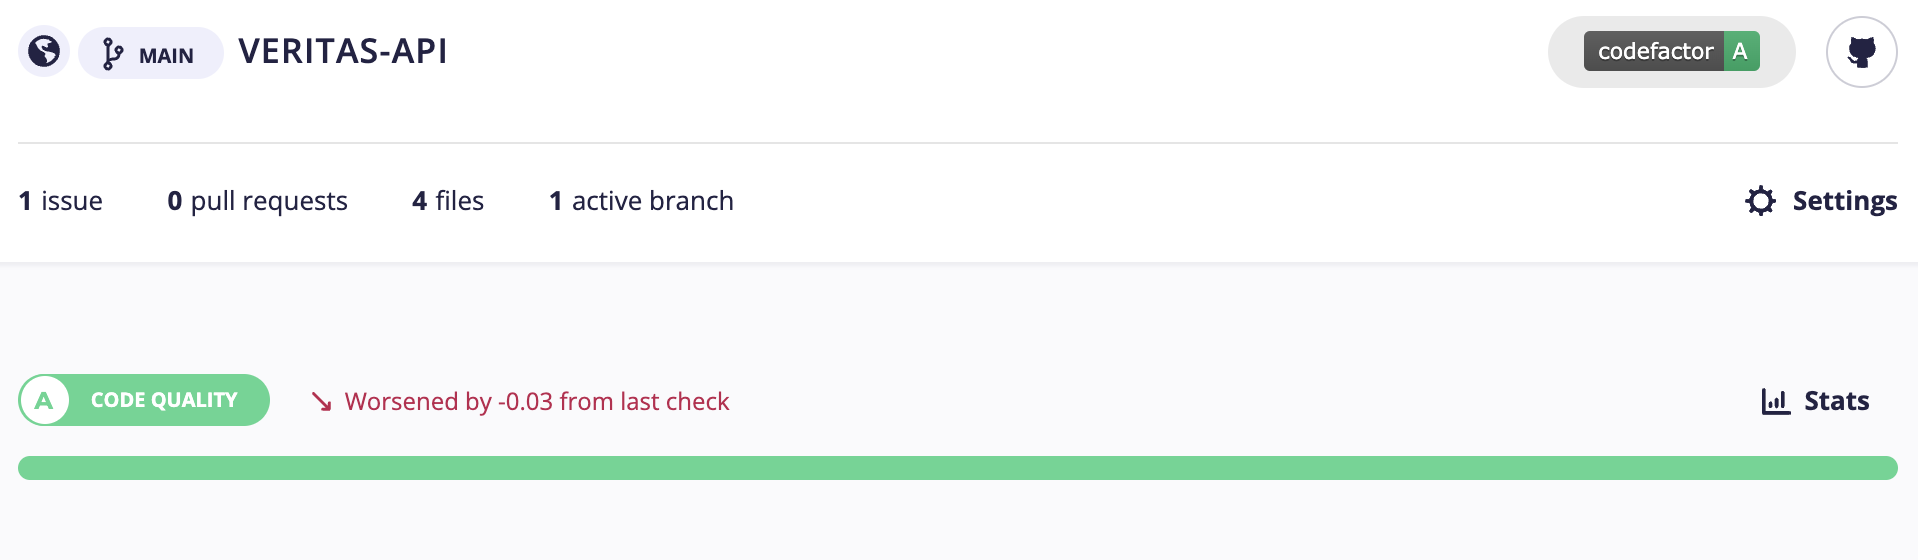 MAIN VERITAS-API codefactor A
1 issue 0 pull requests 4 files 1 active branch Settings
A CODE QUALITY Worsened by -0.03 from last check Stats